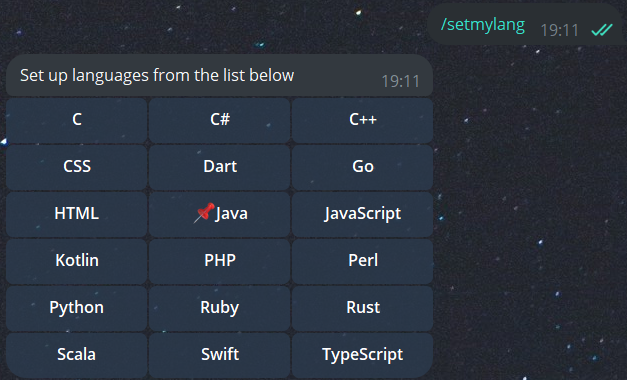 /setmylang 19:11
Set up languages from the list below 19:11
C C# C++
CSS Dart Go
HTML 📌Java JavaScript
Kotlin PHP Perl
Python Ruby Rust
Scala Swift TypeScript